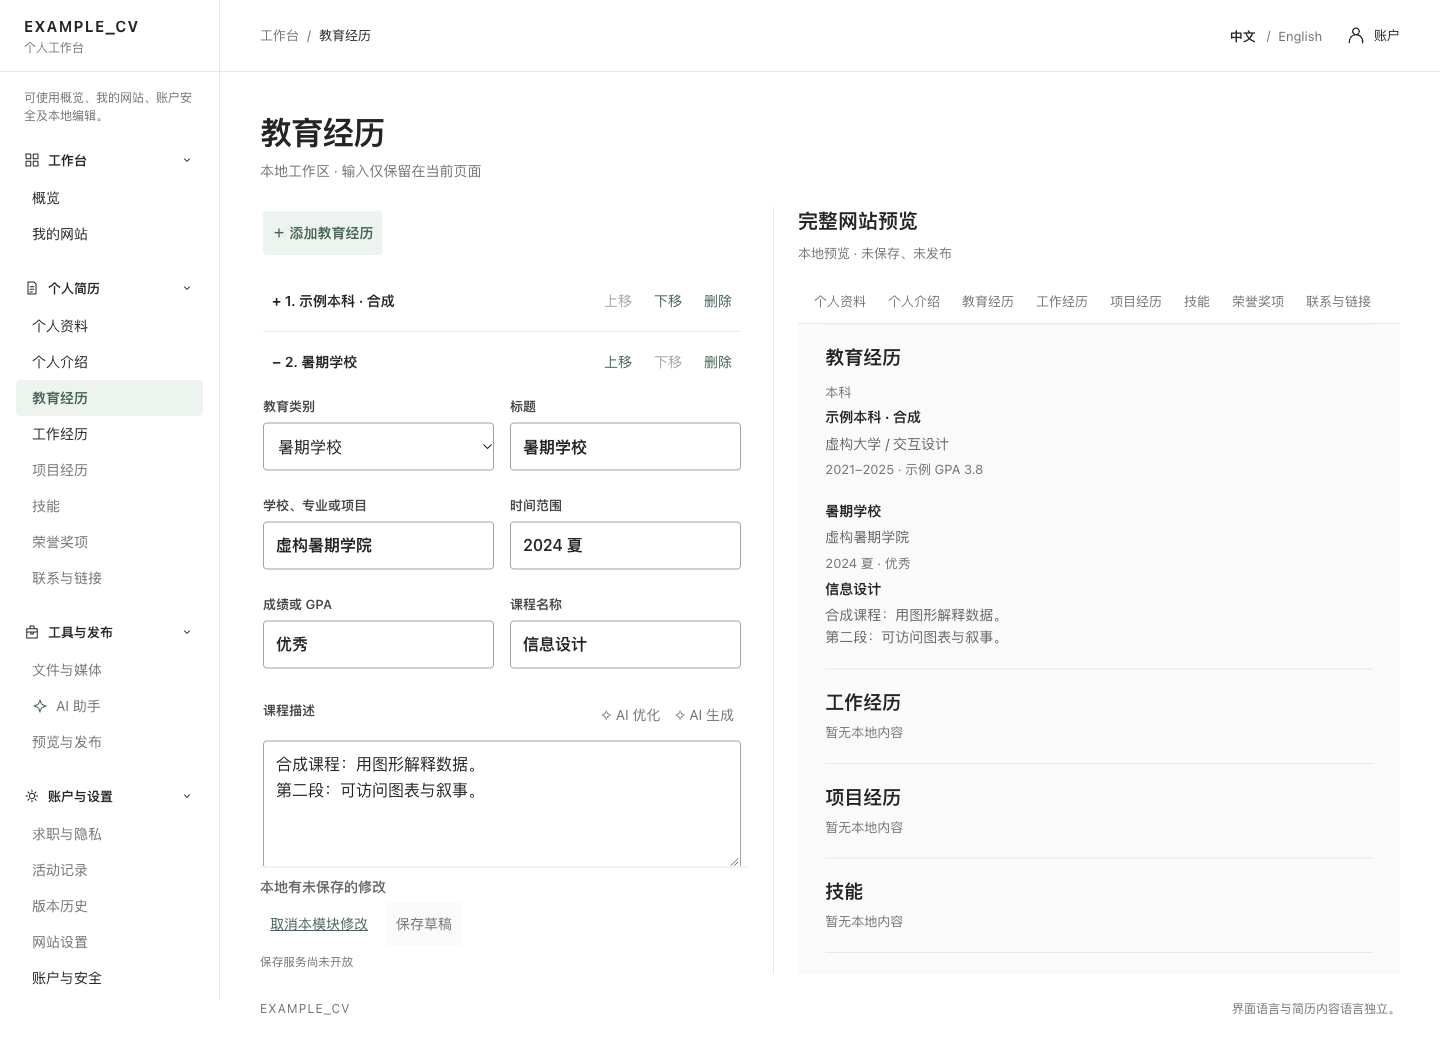 EXAMPLE_CV
个人工作台
工作台 / 教育经历
中文 / English
账户
可使用概览、我的网站、账户安
全及本地编辑。
工作台
概览
我的网站
个人简历
个人资料
个人介绍
教育经历
工作经历
项目经历
技能
荣誉奖项
联系与链接
工具与发布
文件与媒体
AI 助手
预览与发布
账户与设置
求职与隐私
活动记录
版本历史
网站设置
账户与安全
教育经历
本地工作区 · 输入仅保留在当前页面
+ 添加教育经历
+ 1. 示例本科 · 合成 上移 下移 删除
− 2. 暑期学校 上移 下移 删除
教育类别 标题
暑期学校 暑期学校
学校、专业或项目 时间范围
虚构暑期学院 2024 夏
成绩或 GPA 课程名称
优秀 信息设计
课程描述 AI 优化 AI 生成
合成课程：用图形解释数据。
第二段：可访问图表与叙事。
本地有未保存的修改
取消本模块修改 保存草稿
保存服务尚未开放
完整网站预览
本地预览 · 未保存、未发布
个人资料 个人介绍 教育经历 工作经历 项目经历 技能 荣誉奖项 联系与链接
教育经历
本科
示例本科 · 合成
虚构大学 / 交互设计
2021–2025 · 示例 GPA 3.8
暑期学校
虚构暑期学院
2024 夏 · 优秀
信息设计
合成课程：用图形解释数据。
第二段：可访问图表与叙事。
工作经历
暂无本地内容
项目经历
暂无本地内容
技能
暂无本地内容
EXAMPLE_CV
界面语言与简历内容语言独立。